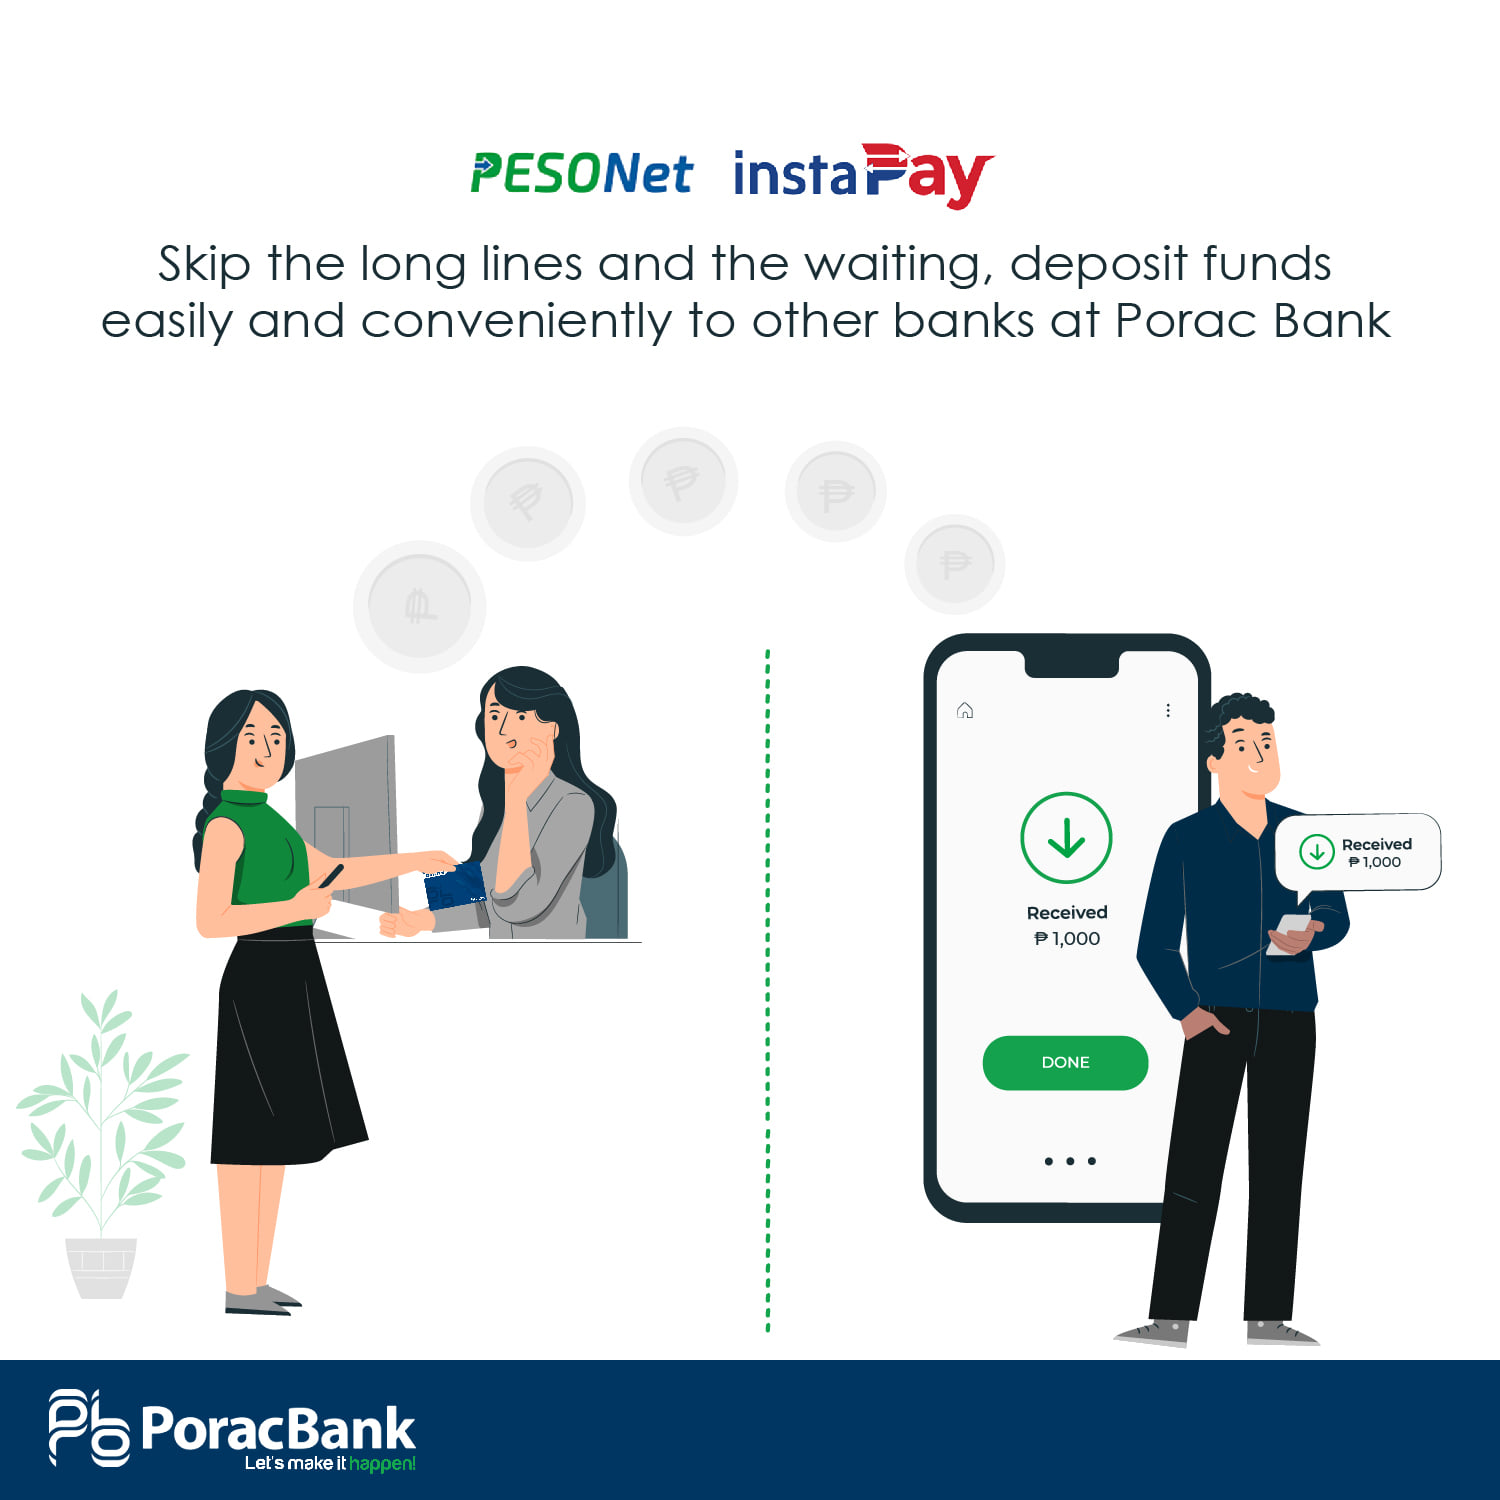 PESONet instaPay
Skip the long lines and the waiting, deposit funds
easily and conveniently to other banks at Porac Bank
Received
₱ 1,000
Received
₱ 1,000
DONE
PoracBank
Let's make it happen!